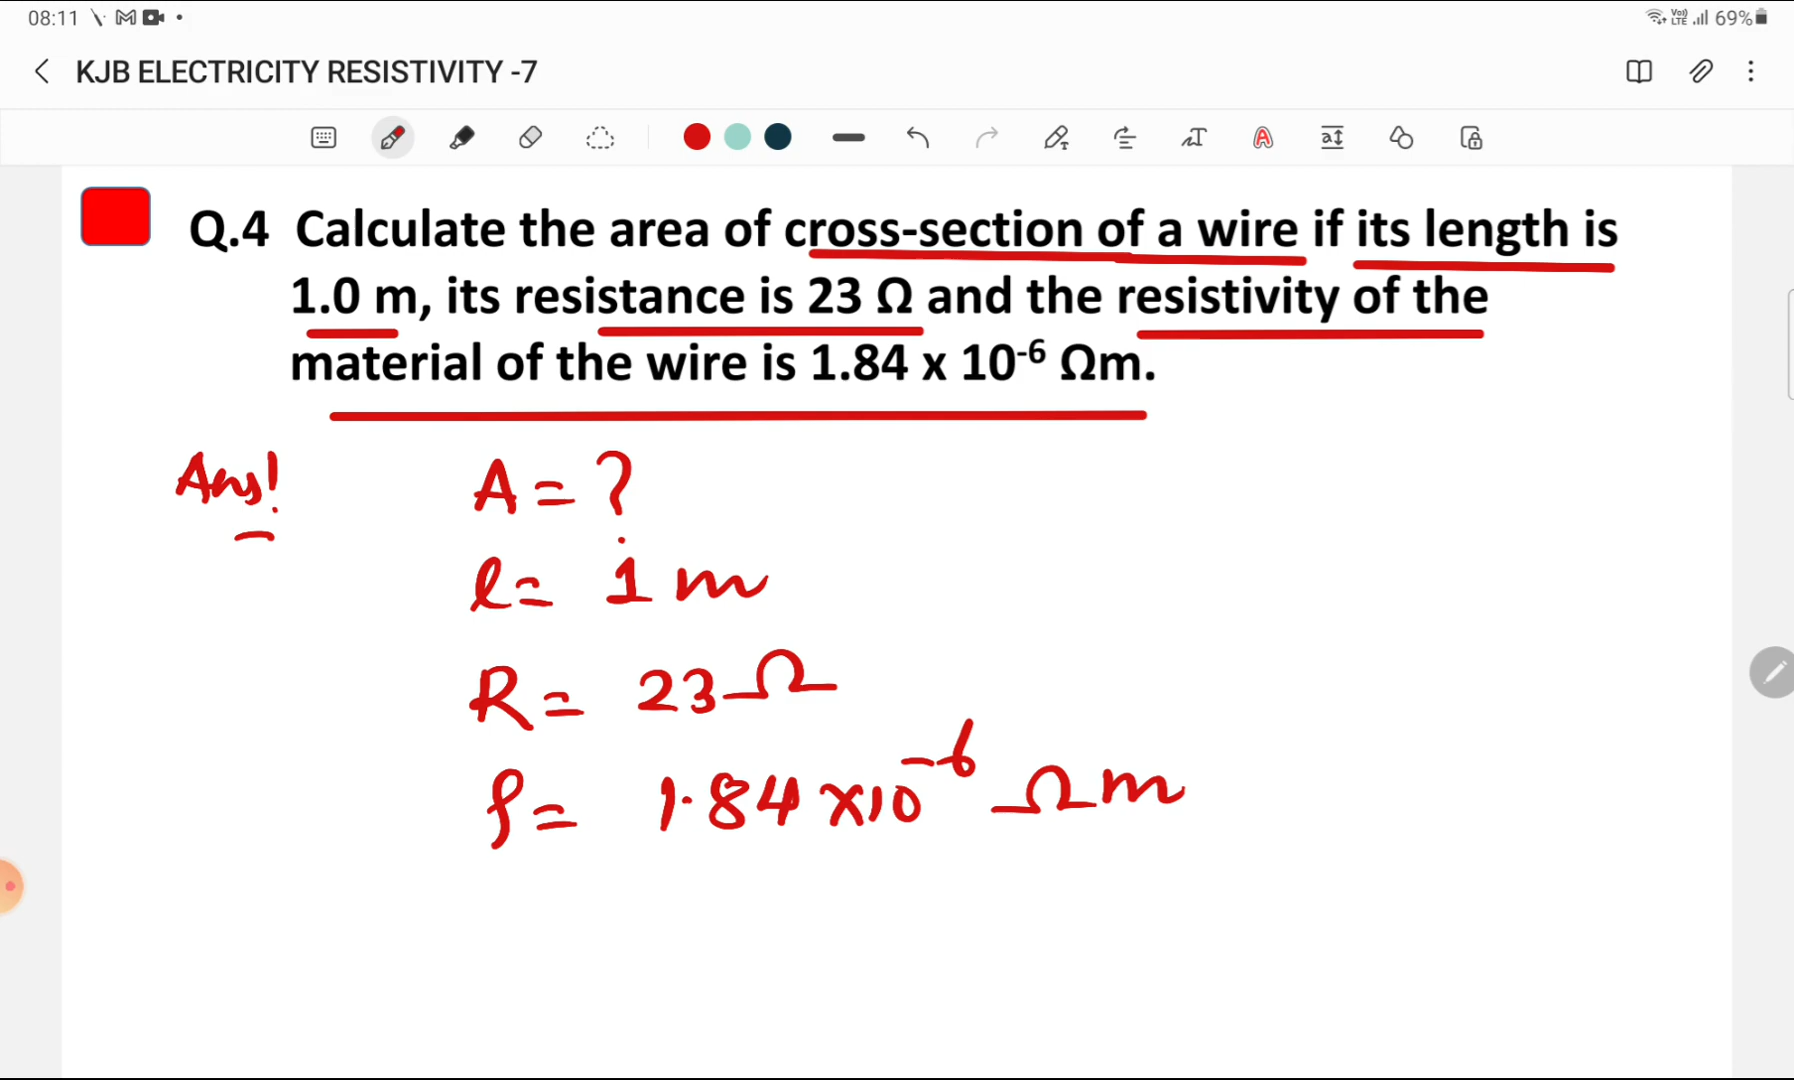 08:11 69%
KJB ELECTRICITY RESISTIVITY -7
Q.4 Calculate the area of cross-section of a wire if its length is
1.0 m, its resistance is 23 Ω and the resistivity of the
material of the wire is 1.84 x 10⁻⁶ Ωm.
Ans! A = ?
l = 1 m
R = 23 Ω
ρ = 1.84 x 10⁻⁶ Ω m